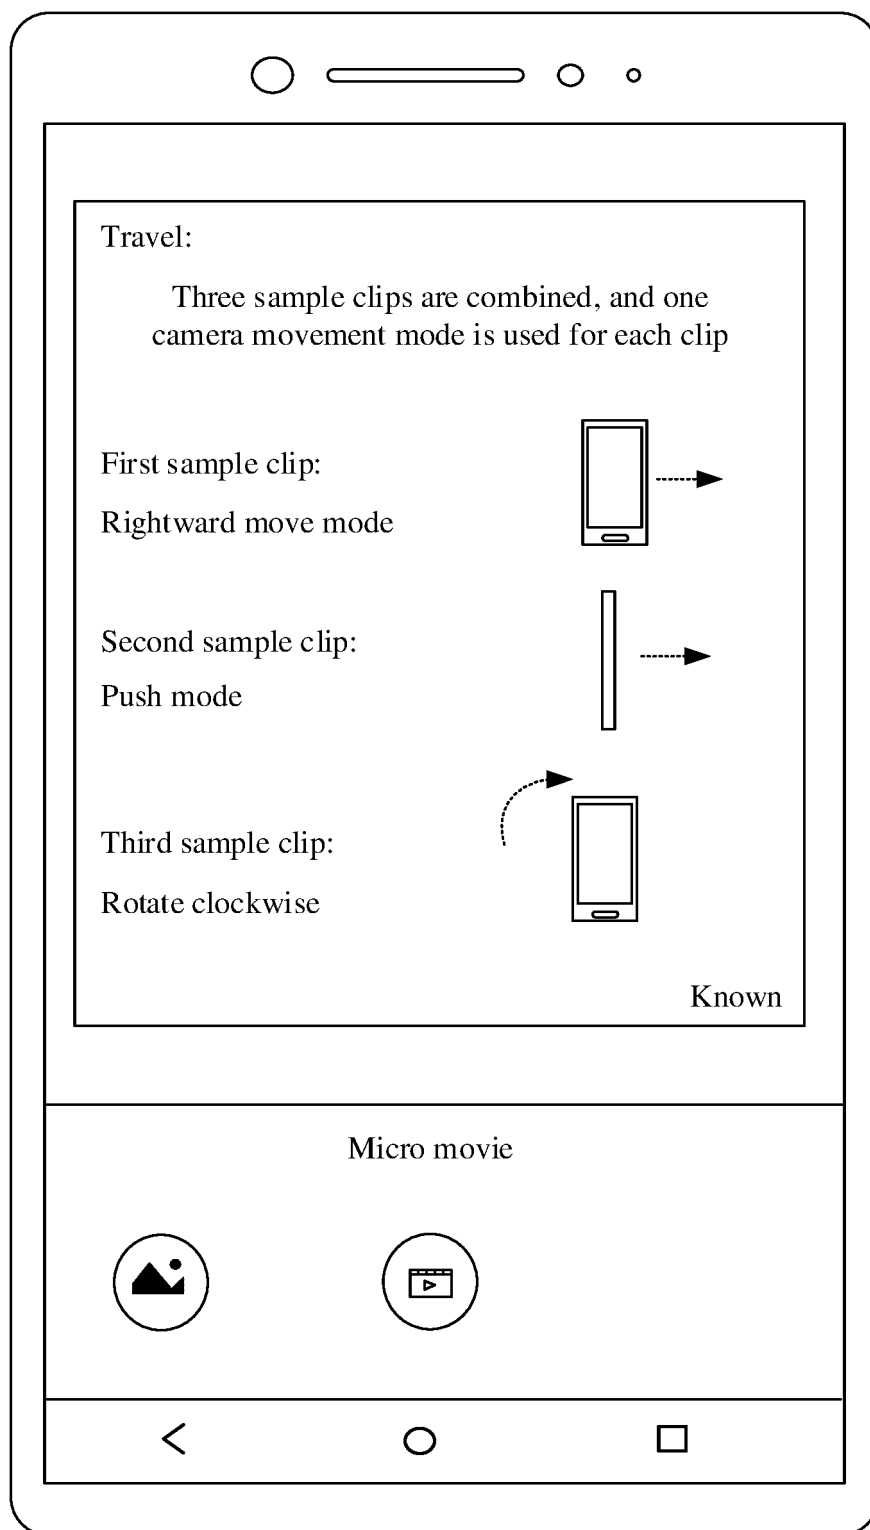 Travel:
Three sample clips are combined, and one
camera movement mode is used for each clip
First sample clip:
Rightward move mode
Second sample clip:
Push mode
Third sample clip:
Rotate clockwise
Known
Micro movie